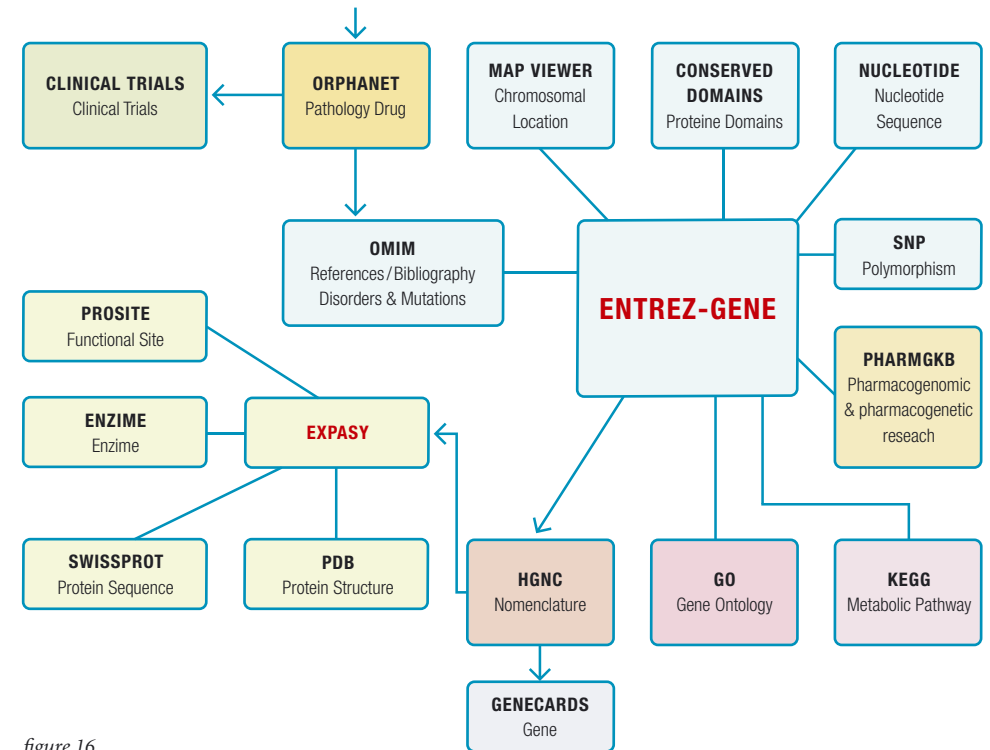 CLINICAL TRIALS
Clinical Trials
ORPHANET
Pathology Drug
MAP VIEWER
Chromosomal
Location
CONSERVED
DOMAINS
Proteine Domains
NUCLEOTIDE
Nucleotide
Sequence
OMIM
References / Bibliography
Disorders & Mutations
ENTREZ-GENE
SNP
Polymorphism
PROSITE
Functional Site
PHARMGKB
Pharmacogenomic
& pharmacogenetic
reseach
ENZIME
Enzime
EXPASY
SWISSPROT
Protein Sequence
PDB
Protein Structure
HGNC
Nomenclature
GO
Gene Ontology
KEGG
Metabolic Pathway
GENECARDS
Gene
figure 16